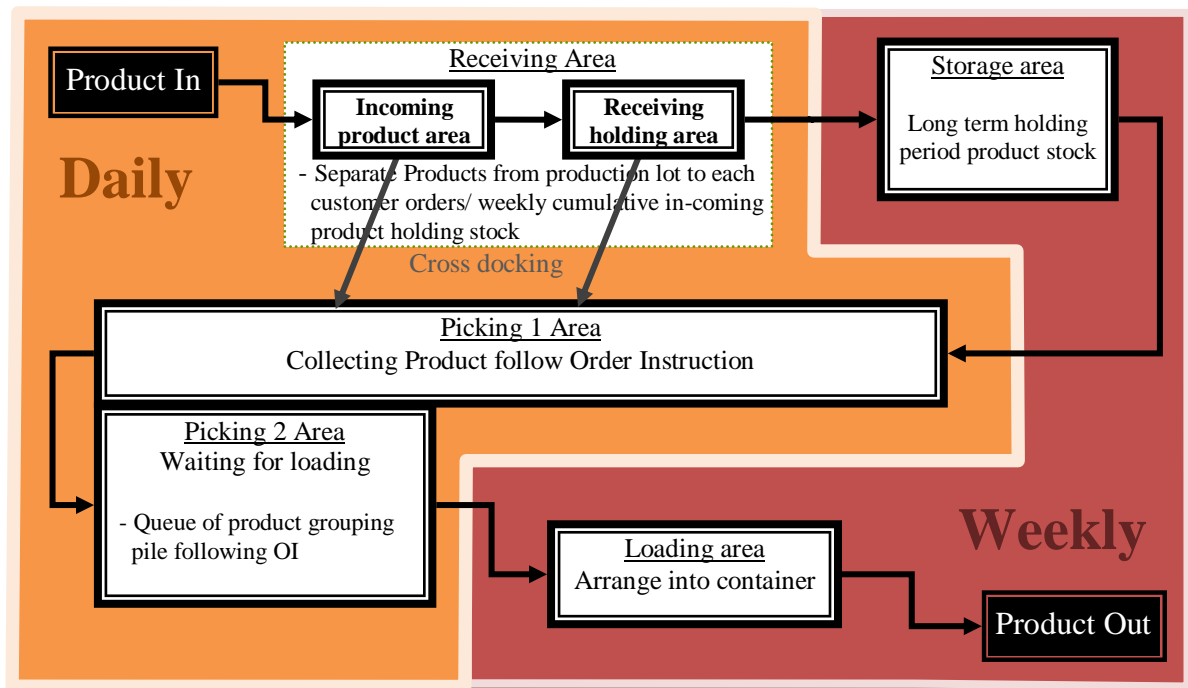 Product In
Daily
Receiving Area
Incoming
product area
Receiving
holding area
- Separate Products from production lot to each
customer orders/ weekly cumulative in-coming
product holding stock
Cross docking
Storage area
Long term holding
period product stock
Picking 1 Area
Collecting Product follow Order Instruction
Picking 2 Area
Waiting for loading
- Queue of product grouping
pile following OI
Loading area
Arrange into container
Weekly
Product Out